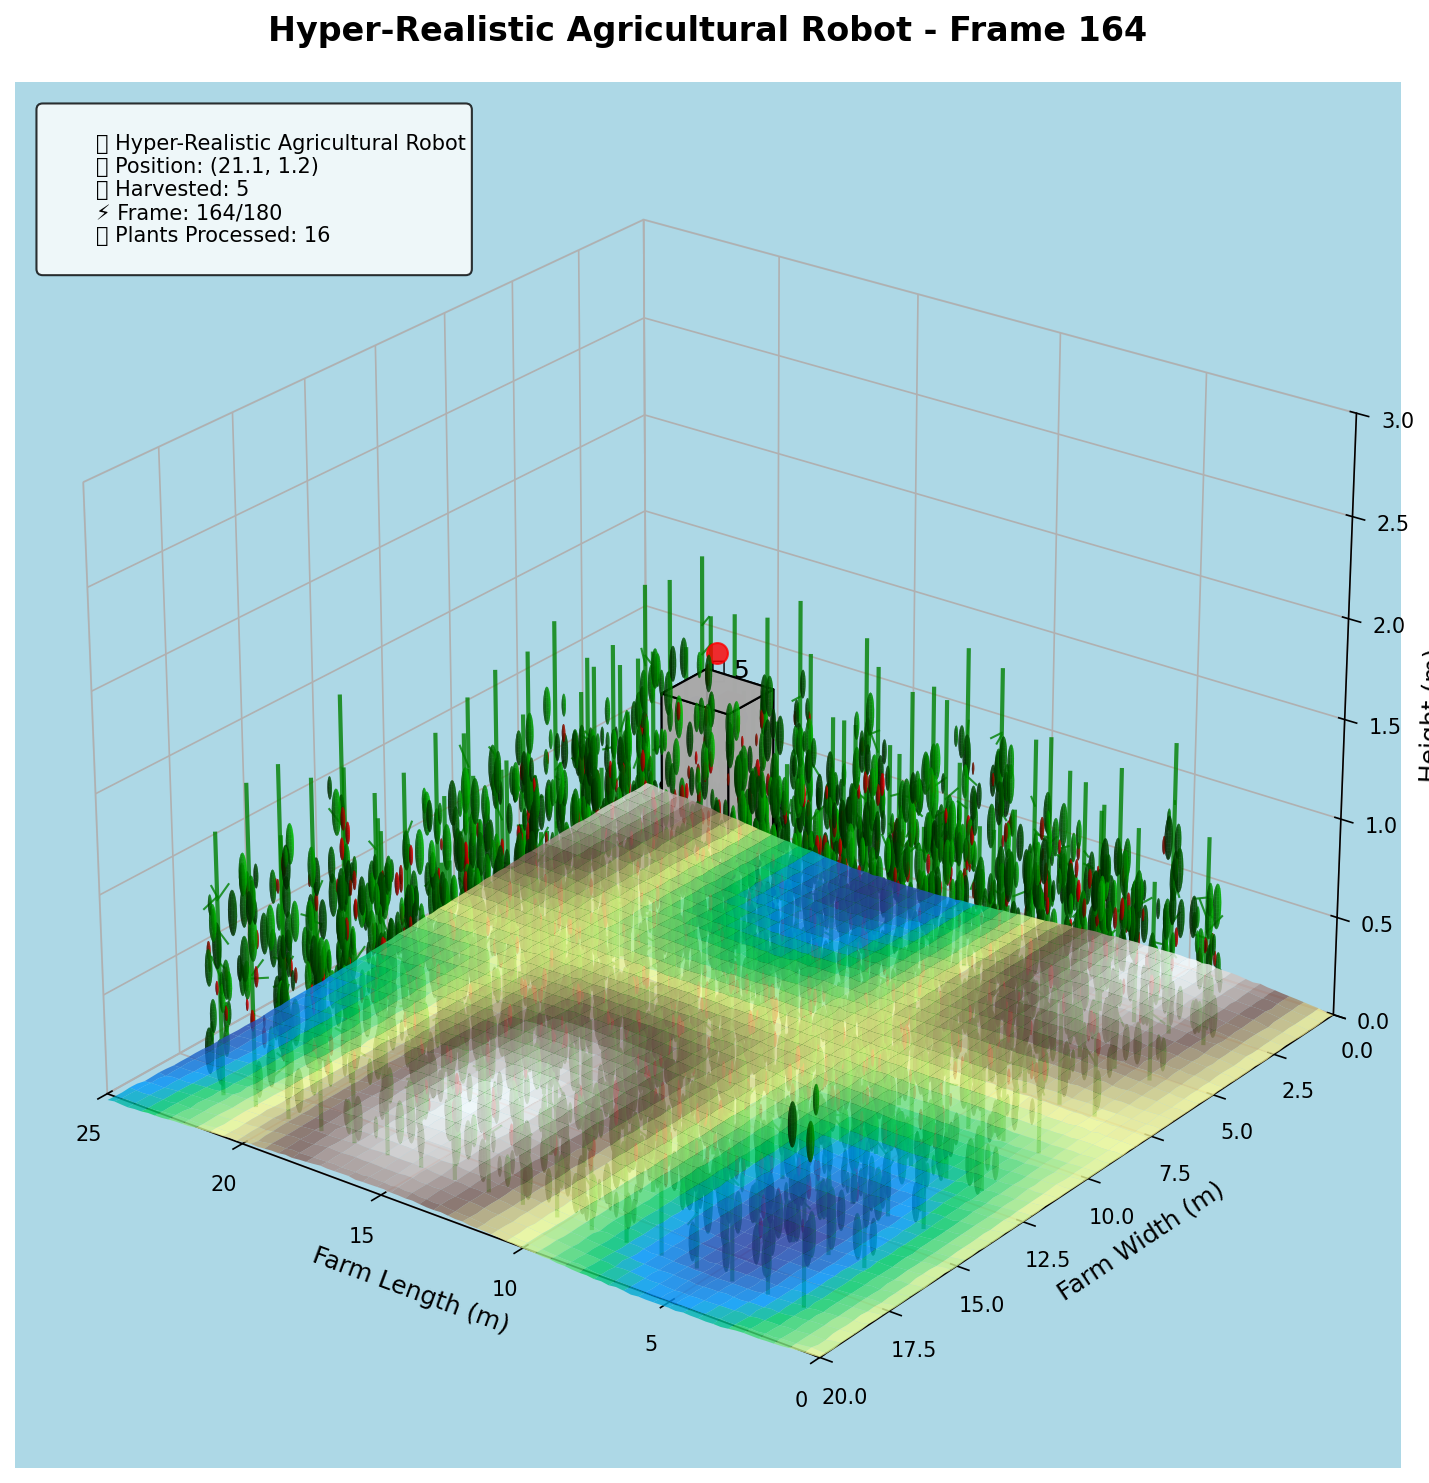 Hyper-Realistic Agricultural Robot - Frame 164
Hyper-Realistic Agricultural Robot
Position: (21.1, 1.2)
Harvested: 5
⚡ Frame: 164/180
Plants Processed: 16
5
3.0
2.5
2.0
1.5
1.0
0.5
0.0
Height (m)
0.0
2.5
5.0
7.5
10.0
12.5
15.0
17.5
20.0
Farm Width (m)
25
20
15
10
5
0
Farm Length (m)